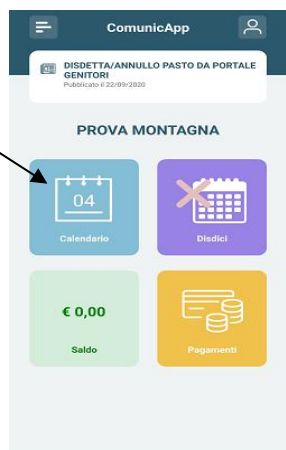 ComunicApp
DISDETTA/ANNULLO PASTO DA PORTALE
GENITORI
Pubblicato il 22/09/2020
PROVA MONTAGNA
04
Calendario
Disdici
€ 0,00
Saldo
Pagamenti